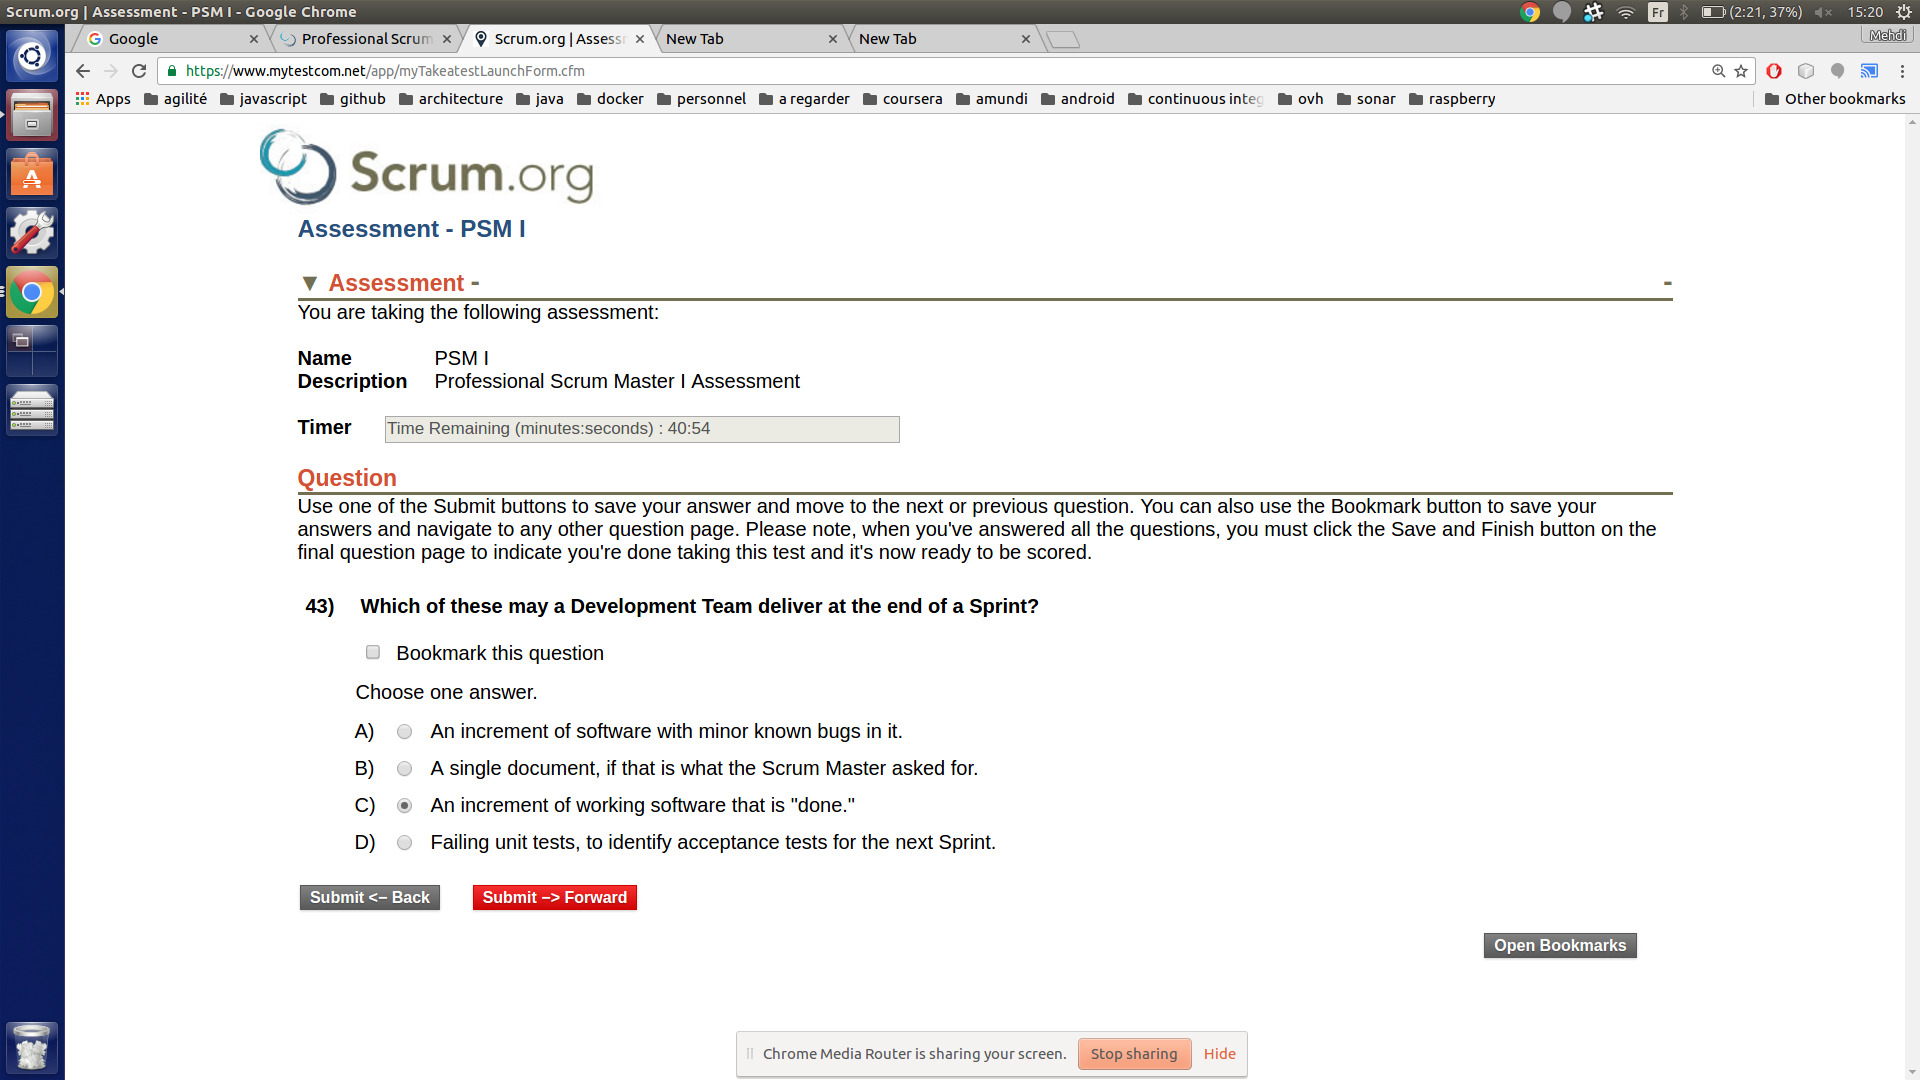 Scrum.org | Assessment - PSM I - Google Chrome
Fr
(2:21, 37%)
15:20
Google
Professional Scrum
Scrum.org | Assess
New Tab
New Tab
Mehdi
https://www.mytestcom.net/app/myTakeatestLaunchForm.cfm
Apps agilité javascript github architecture java docker personnel a regarder coursera amundi android continuous integ ovh sonar raspberry Other bookmarks
Scrum.org
Assessment - PSM I
▼ Assessment - -
You are taking the following assessment:
Name PSM I
Description Professional Scrum Master I Assessment
Timer Time Remaining (minutes:seconds) : 40:54
Question
Use one of the Submit buttons to save your answer and move to the next or previous question. You can also use the Bookmark button to save your
answers and navigate to any other question page. Please note, when you've answered all the questions, you must click the Save and Finish button on the
final question page to indicate you're done taking this test and it's now ready to be scored.
43) Which of these may a Development Team deliver at the end of a Sprint?
Bookmark this question
Choose one answer.
A) An increment of software with minor known bugs in it.
B) A single document, if that is what the Scrum Master asked for.
C) An increment of working software that is "done."
D) Failing unit tests, to identify acceptance tests for the next Sprint.
Submit <-- Back Submit --> Forward
Open Bookmarks
Chrome Media Router is sharing your screen. Stop sharing Hide